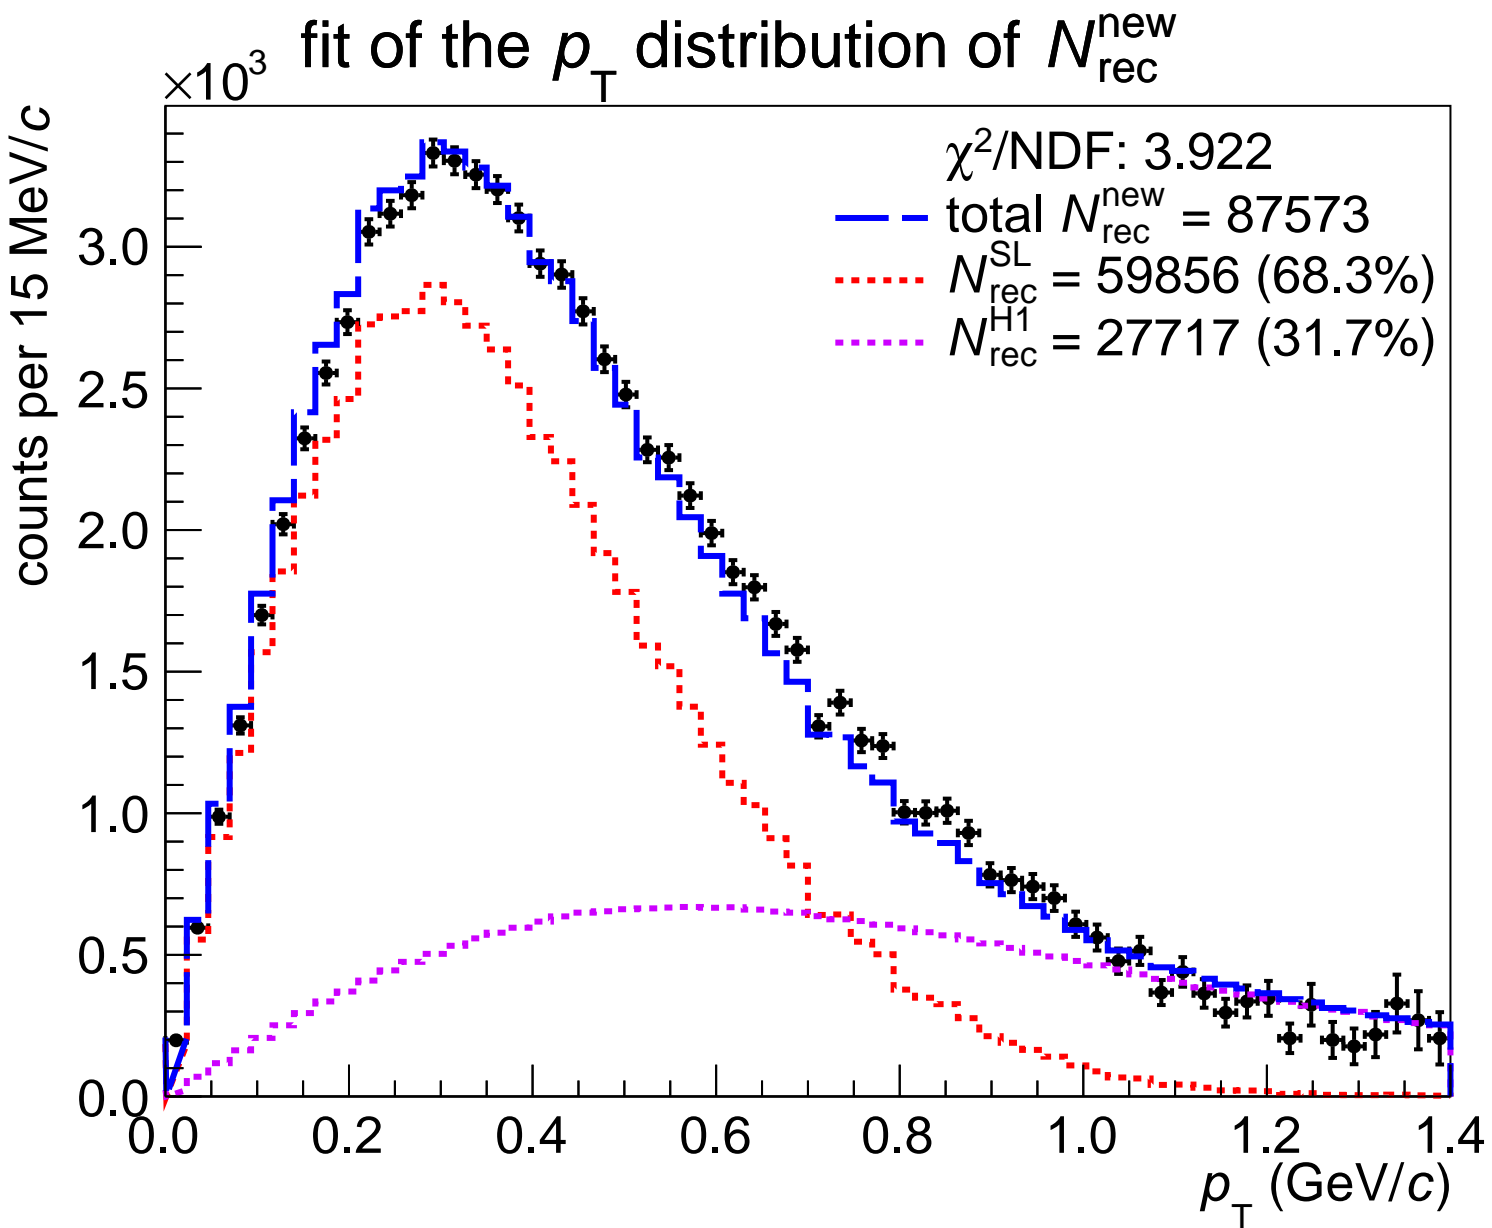 fit of the p_T distribution of N_rec^new
×10³
counts per 15 MeV/c
χ²/NDF: 3.922
total N_rec^new = 87573
N_rec^SL = 59856 (68.3%)
N_rec^H1 = 27717 (31.7%)
3.0
2.5
2.0
1.5
1.0
0.5
0.0
0.0 0.2 0.4 0.6 0.8 1.0 1.2 1.4
p_T (GeV/c)